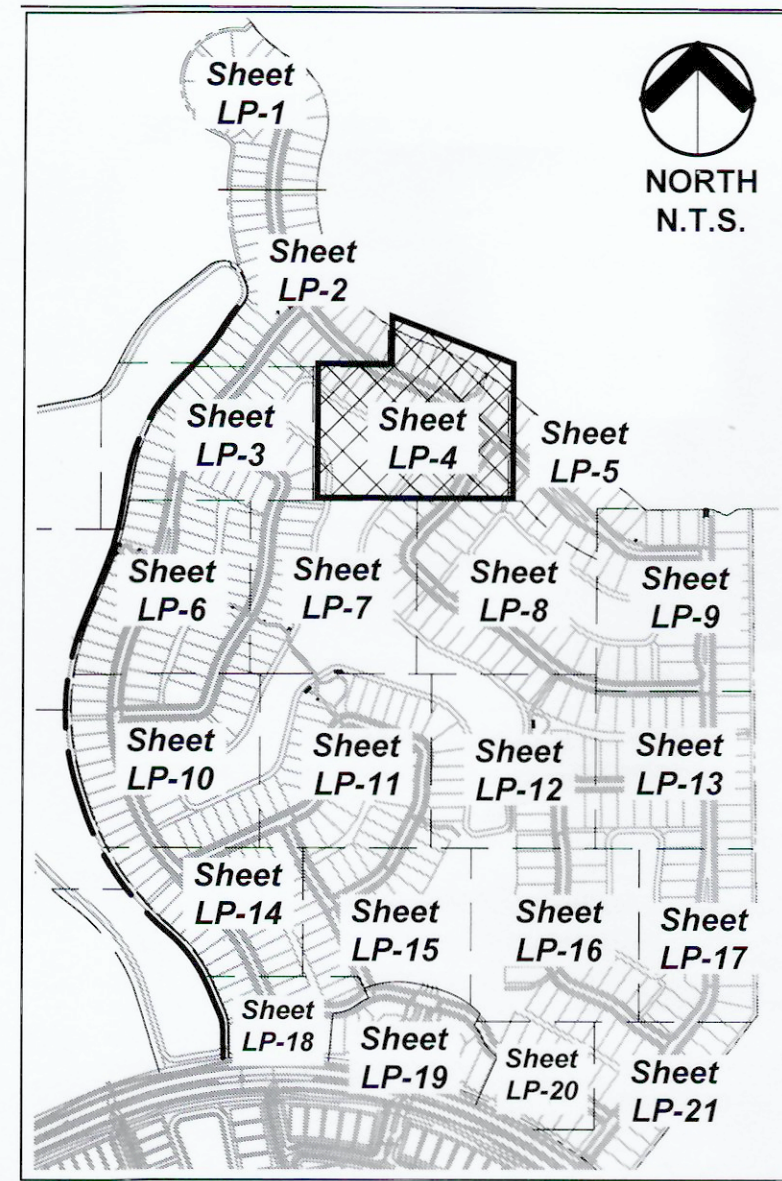 Sheet
LP-1
NORTH
N.T.S.
Sheet
LP-2
Sheet
LP-3
Sheet
LP-4
Sheet
LP-5
Sheet
LP-6
Sheet
LP-7
Sheet
LP-8
Sheet
LP-9
Sheet
LP-10
Sheet
LP-11
Sheet
LP-12
Sheet
LP-13
Sheet
LP-14
Sheet
LP-15
Sheet
LP-16
Sheet
LP-17
Sheet
LP-18
Sheet
LP-19
Sheet
LP-20
Sheet
LP-21